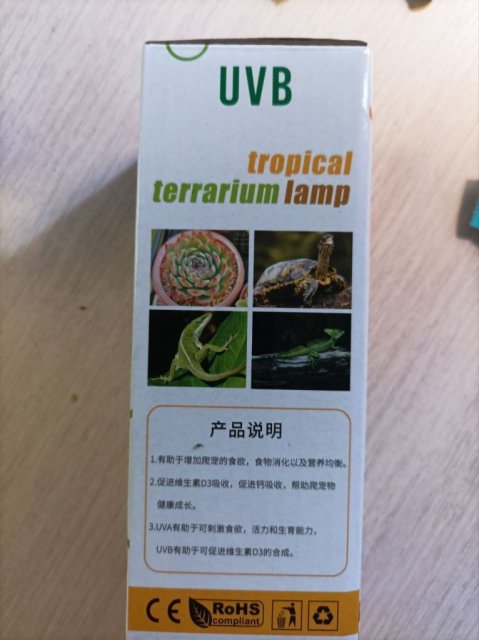 UVB
tropical
terrarium lamp
产品说明
1.有助于增加爬宠的食欲，食物消化以及营养均衡。
2.促进维生素D3吸收，促进钙吸收，帮助爬宠物
健康成长。
3.UVA有助于可刺激食欲，活力和生育能力，
UVB有助于可促进维生素D3的合成。
CE RoHS
compliant